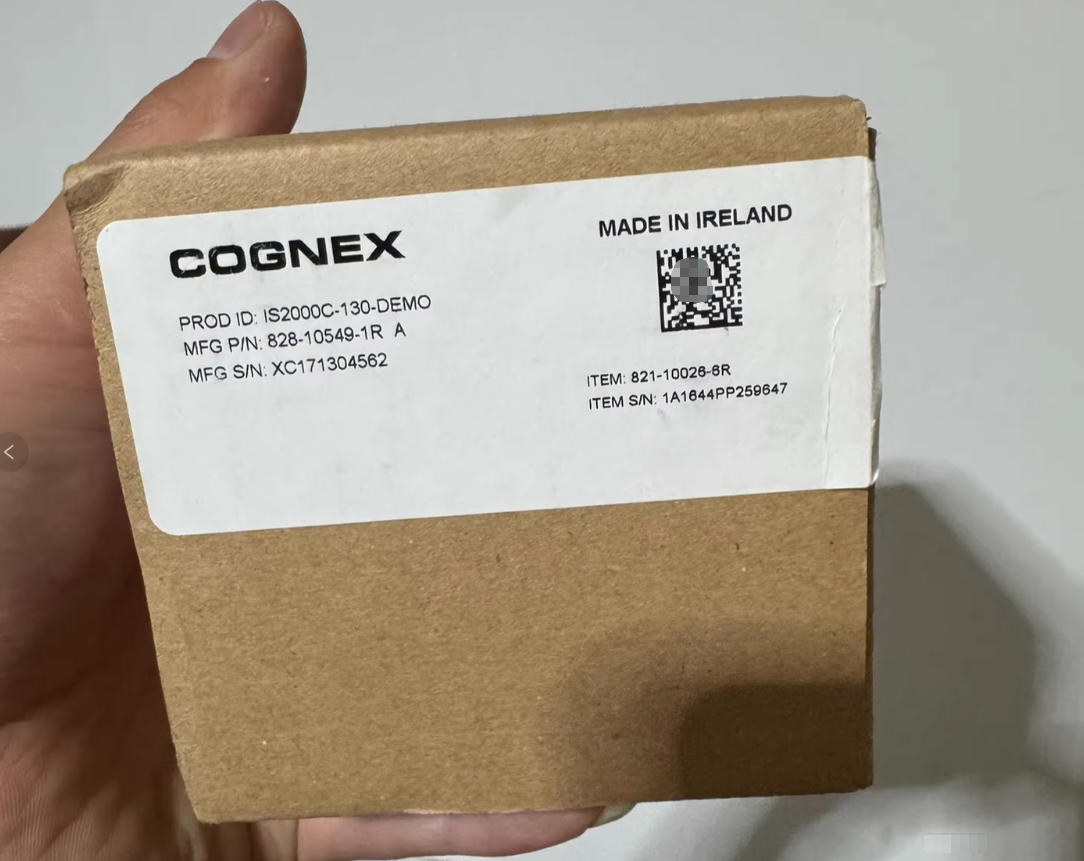 COGNEX
PROD ID: IS2000C-130-DEMO
MFG P/N: 828-10549-1R A
MFG S/N: XC171304562
MADE IN IRELAND
ITEM: 821-10026-6R
ITEM S/N: 1A1644PP259647